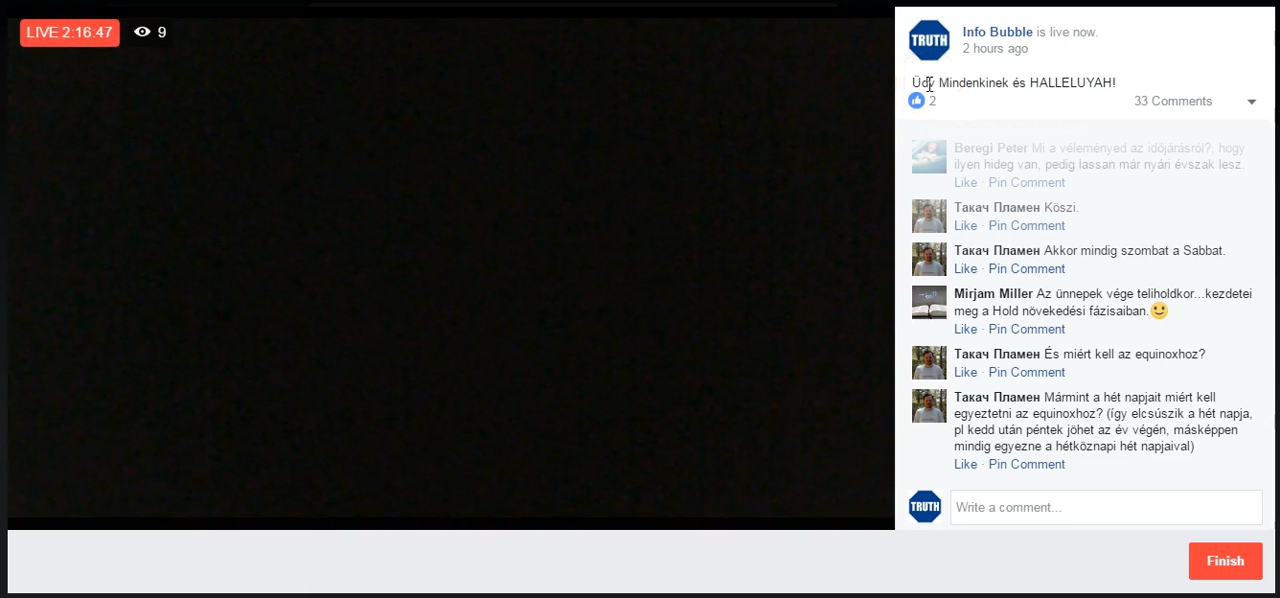 LIVE 2:16:47
9
TRUTH
Info Bubble is live now.
2 hours ago
Üdv Mindenkinek és HALLELUYAH!
2
33 Comments
Beregi Peter Mi a véleményed az időjárásról?, hogy
ilyen hideg van, pedig lassan már nyári évszak lesz.
Like · Pin Comment
Такач Пламен Köszi.
Like · Pin Comment
Такач Пламен Akkor mindig szombat a Sabbat.
Like · Pin Comment
Mirjam Miller Az ünnepek vége teliholdkor...kezdetei
meg a Hold növekedési fázisaiban.
Like · Pin Comment
Такач Пламен És miért kell az equinoxhoz?
Like · Pin Comment
Такач Пламен Mármint a hét napjait miért kell
egyeztetni az equinoxhoz? (így elcsúszik a hét napja,
pl kedd után péntek jöhet az év végén, másképpen
mindig egyezne a hétköznapi hét napjaival)
Like · Pin Comment
TRUTH
Write a comment...
Finish